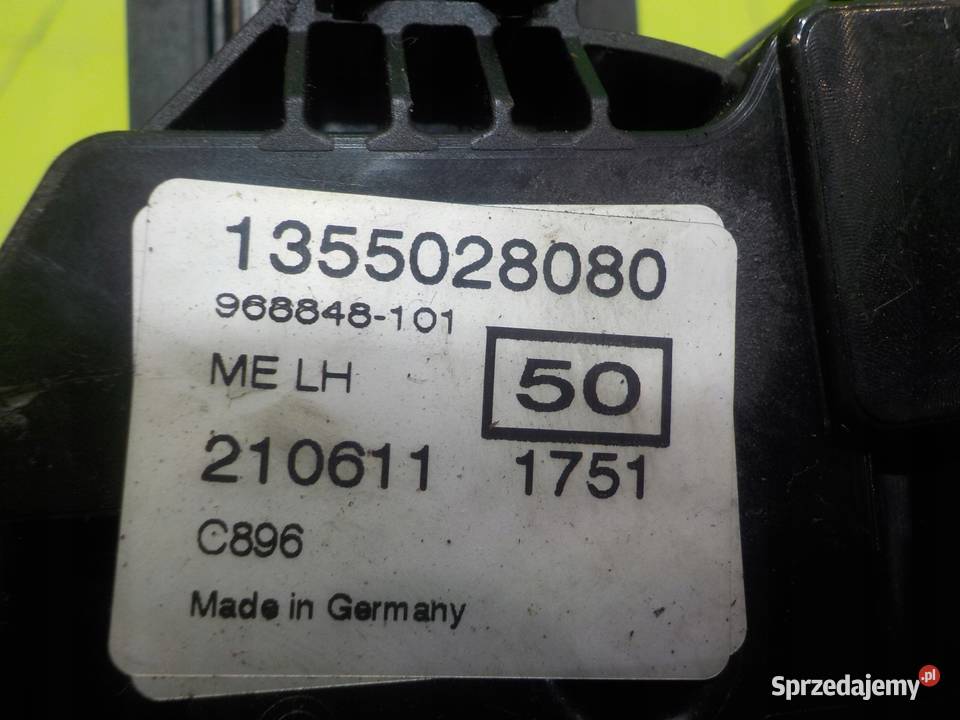 1355028080
968848-101
ME LH
50
210611 1751
C896
Made in Germany
Sprzedajemy.pl